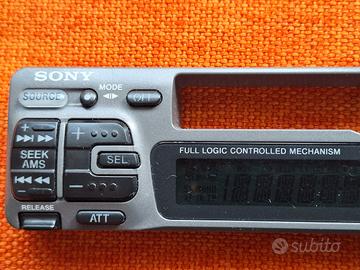 SONY
MODE
SOURCE
OFF
SEEK
AMS
SEL
FULL LOGIC CONTROLLED MECHANISM
RELEASE
ATT
subito